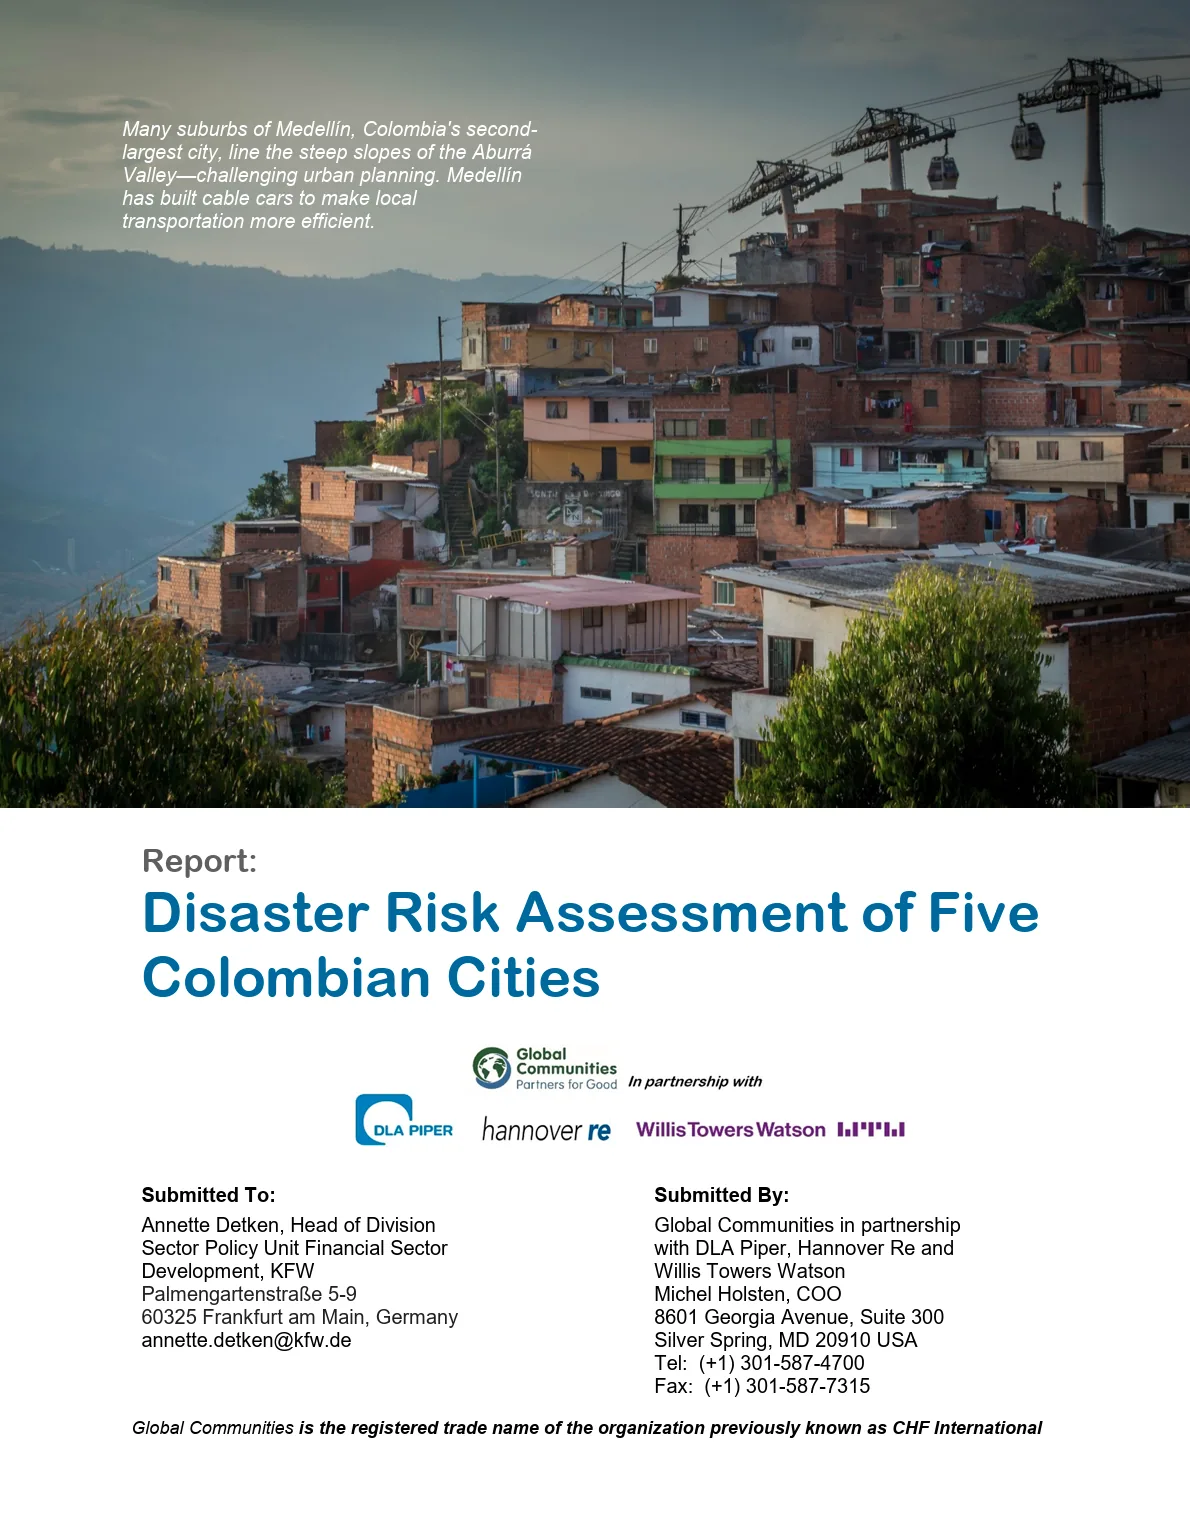 Many suburbs of Medellín, Colombia's second-
largest city, line the steep slopes of the Aburrá
Valley—challenging urban planning. Medellín
has built cable cars to make local
transportation more efficient.
Report:
Disaster Risk Assessment of Five
Colombian Cities
Global
Communities
Partners for Good
In partnership with
DLA PIPER
hannover re
Willis Towers Watson
Submitted To:
Annette Detken, Head of Division
Sector Policy Unit Financial Sector
Development, KFW
Palmengartenstraße 5-9
60325 Frankfurt am Main, Germany
annette.detken@kfw.de
Submitted By:
Global Communities in partnership
with DLA Piper, Hannover Re and
Willis Towers Watson
Michel Holsten, COO
8601 Georgia Avenue, Suite 300
Silver Spring, MD 20910 USA
Tel:  (+1) 301-587-4700
Fax:  (+1) 301-587-7315
Global Communities is the registered trade name of the organization previously known as CHF International